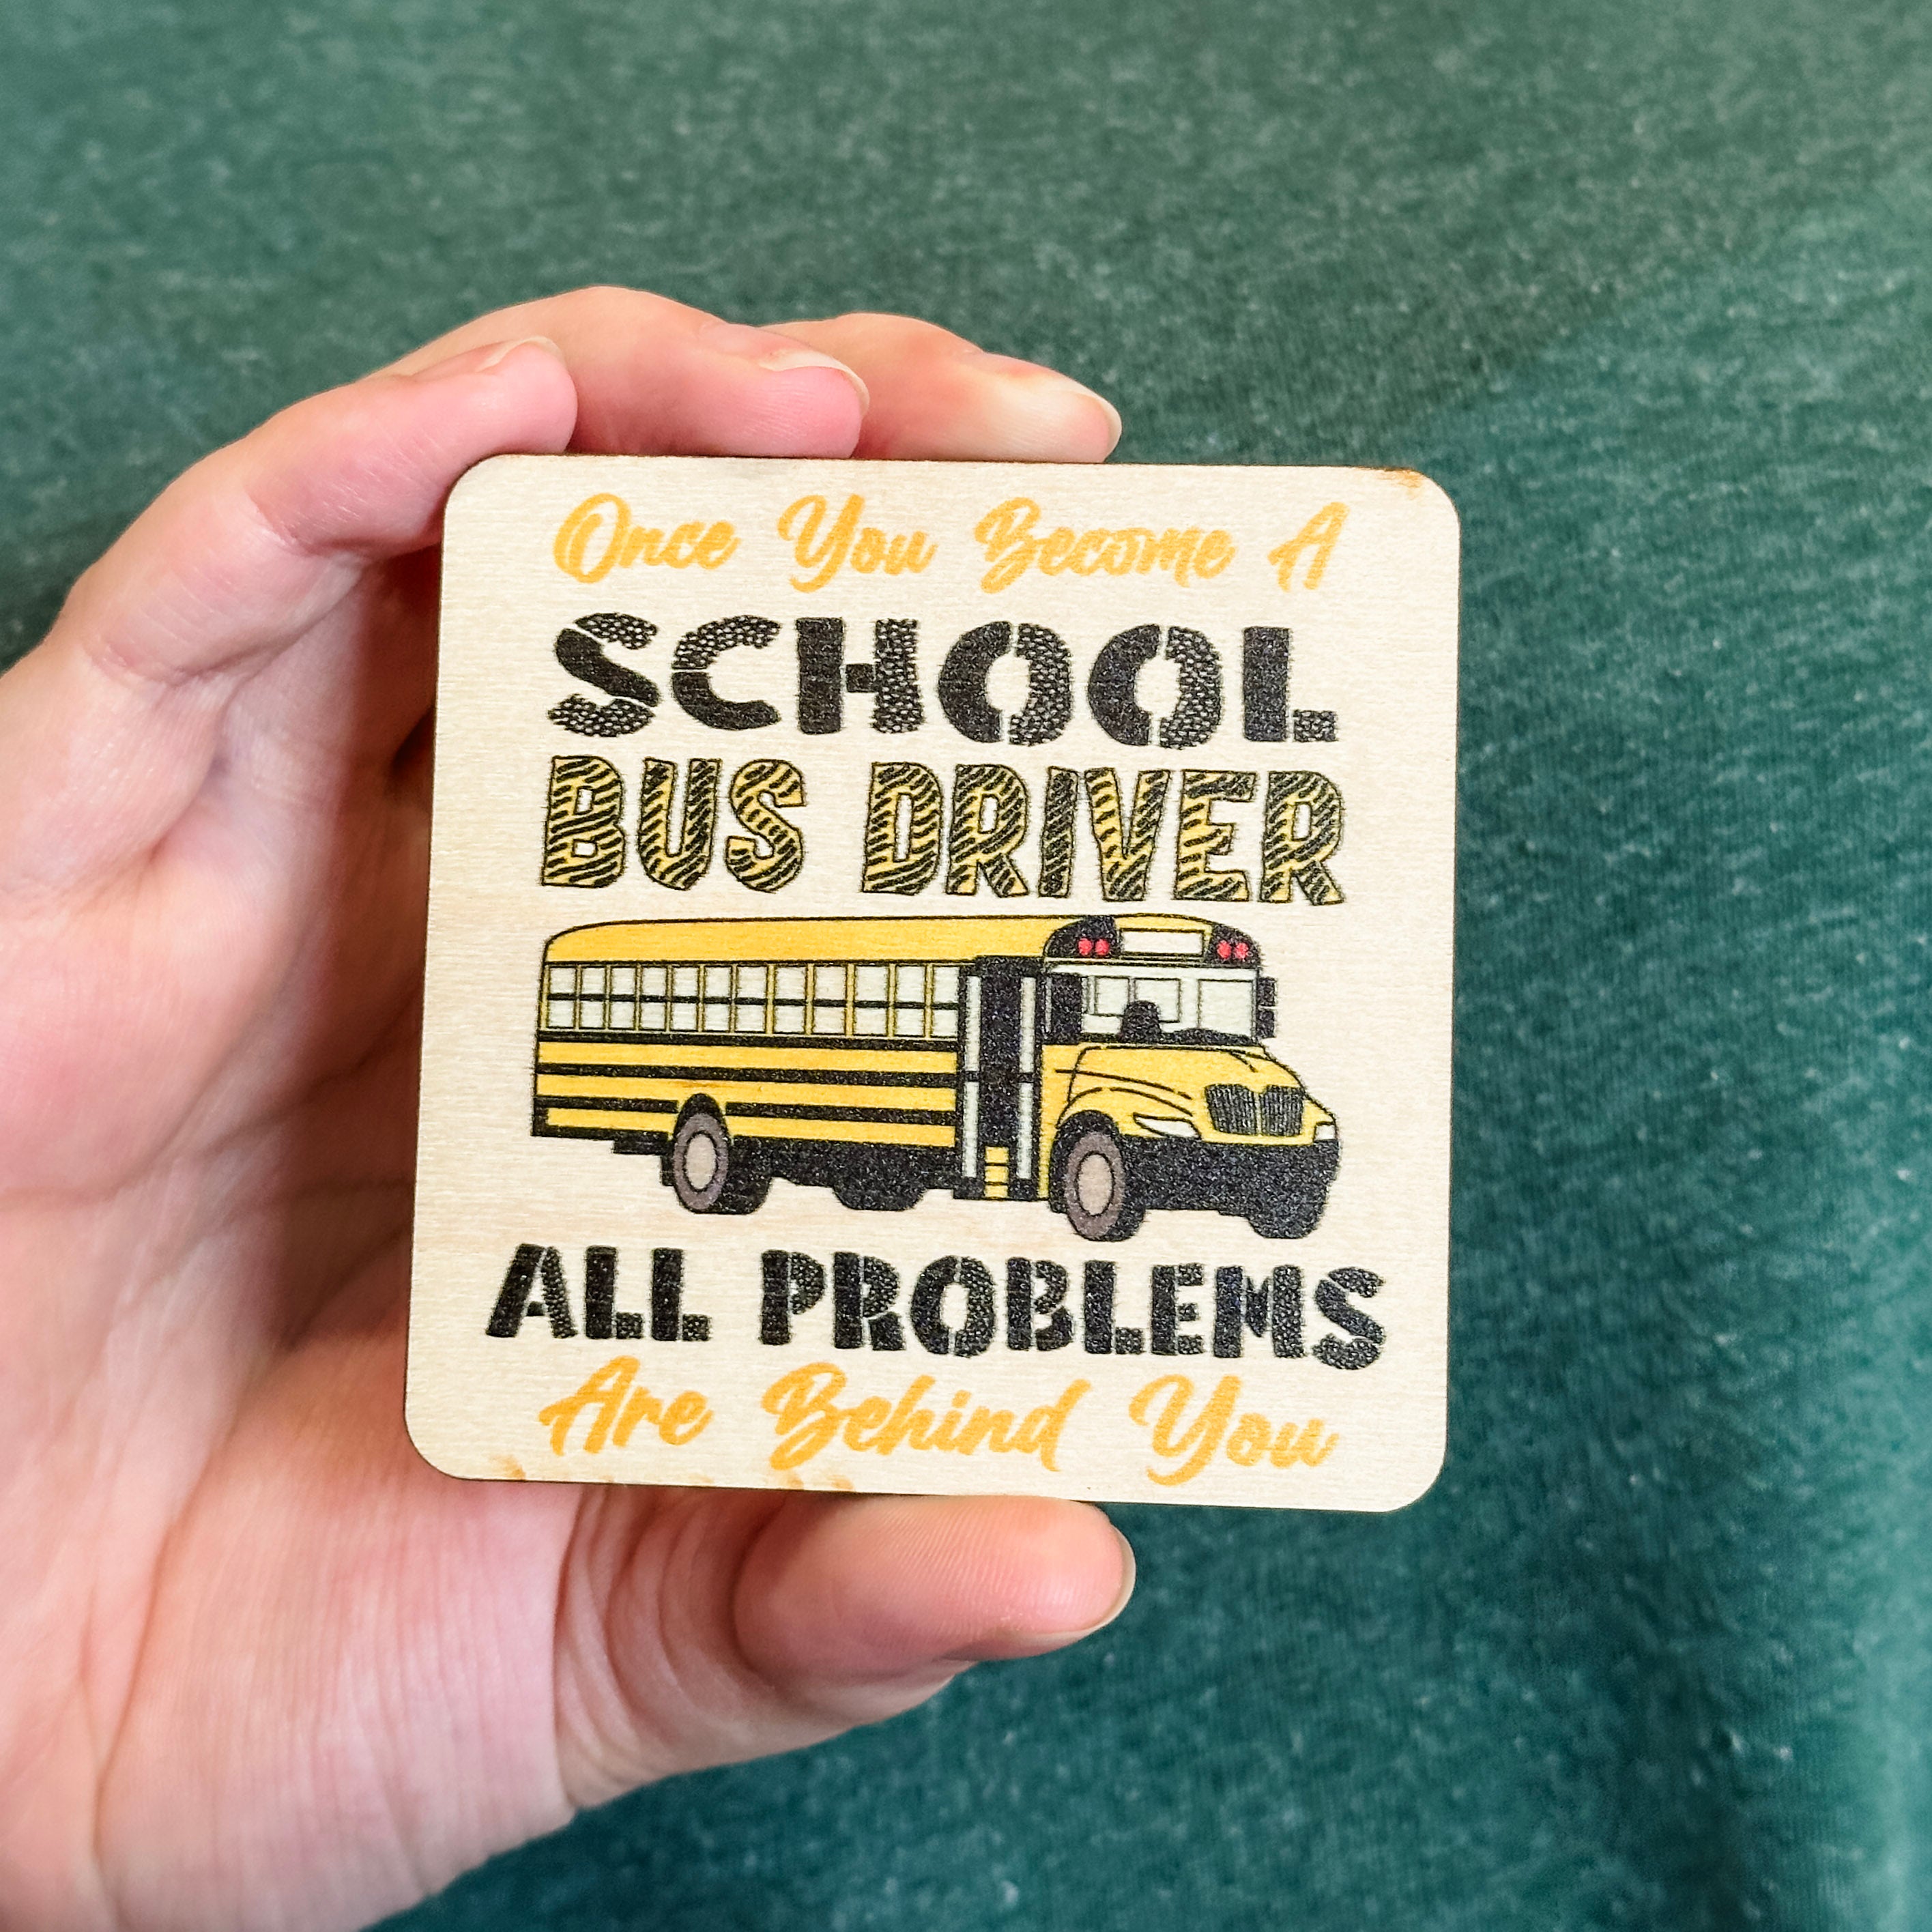 Once You Become A
SCHOOL
BUS DRIVER
ALL PROBLEMS
Are Behind You